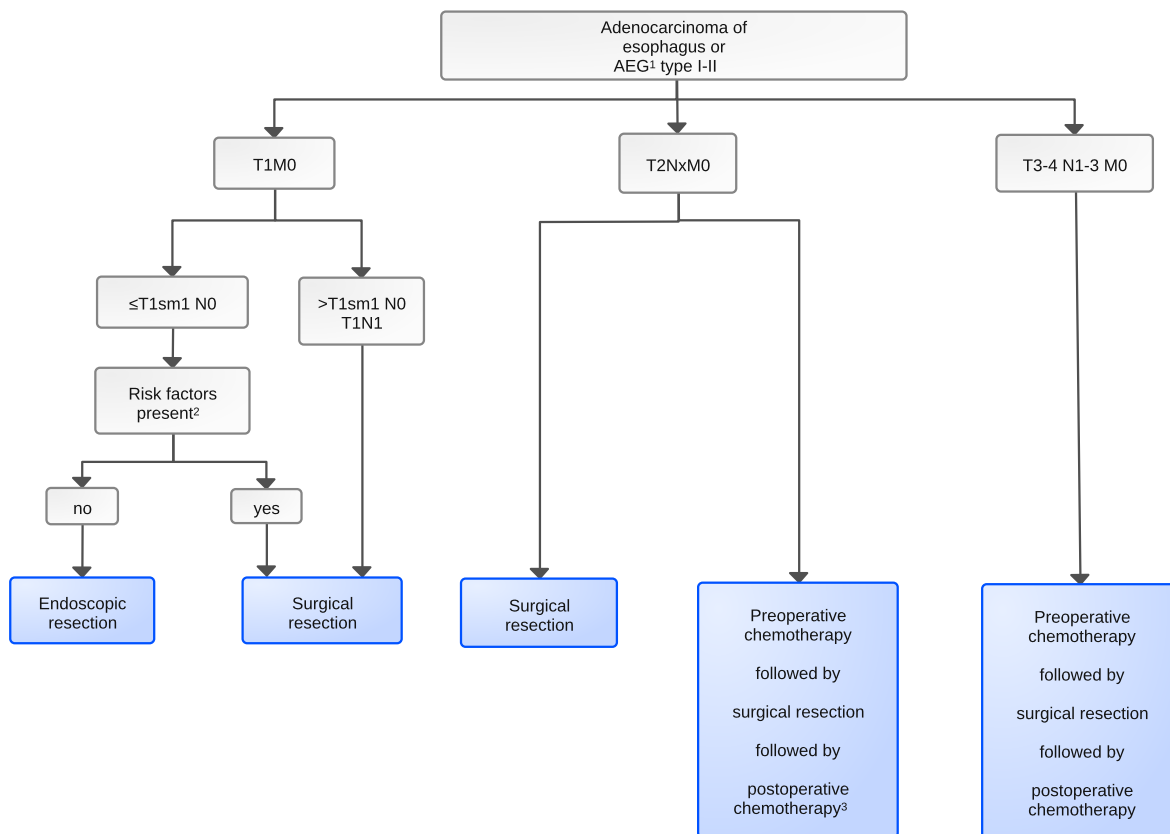 Adenocarcinoma of
esophagus or
AEG¹ type I-II
T1M0
T2NxM0
T3-4 N1-3 M0
≤T1sm1 N0
>T1sm1 N0
T1N1
Risk factors
present²
no
yes
Endoscopic
resection
Surgical
resection
Surgical
resection
Preoperative
chemotherapy
followed by
surgical resection
followed by
postoperative
chemotherapy³
Preoperative
chemotherapy
followed by
surgical resection
followed by
postoperative
chemotherapy